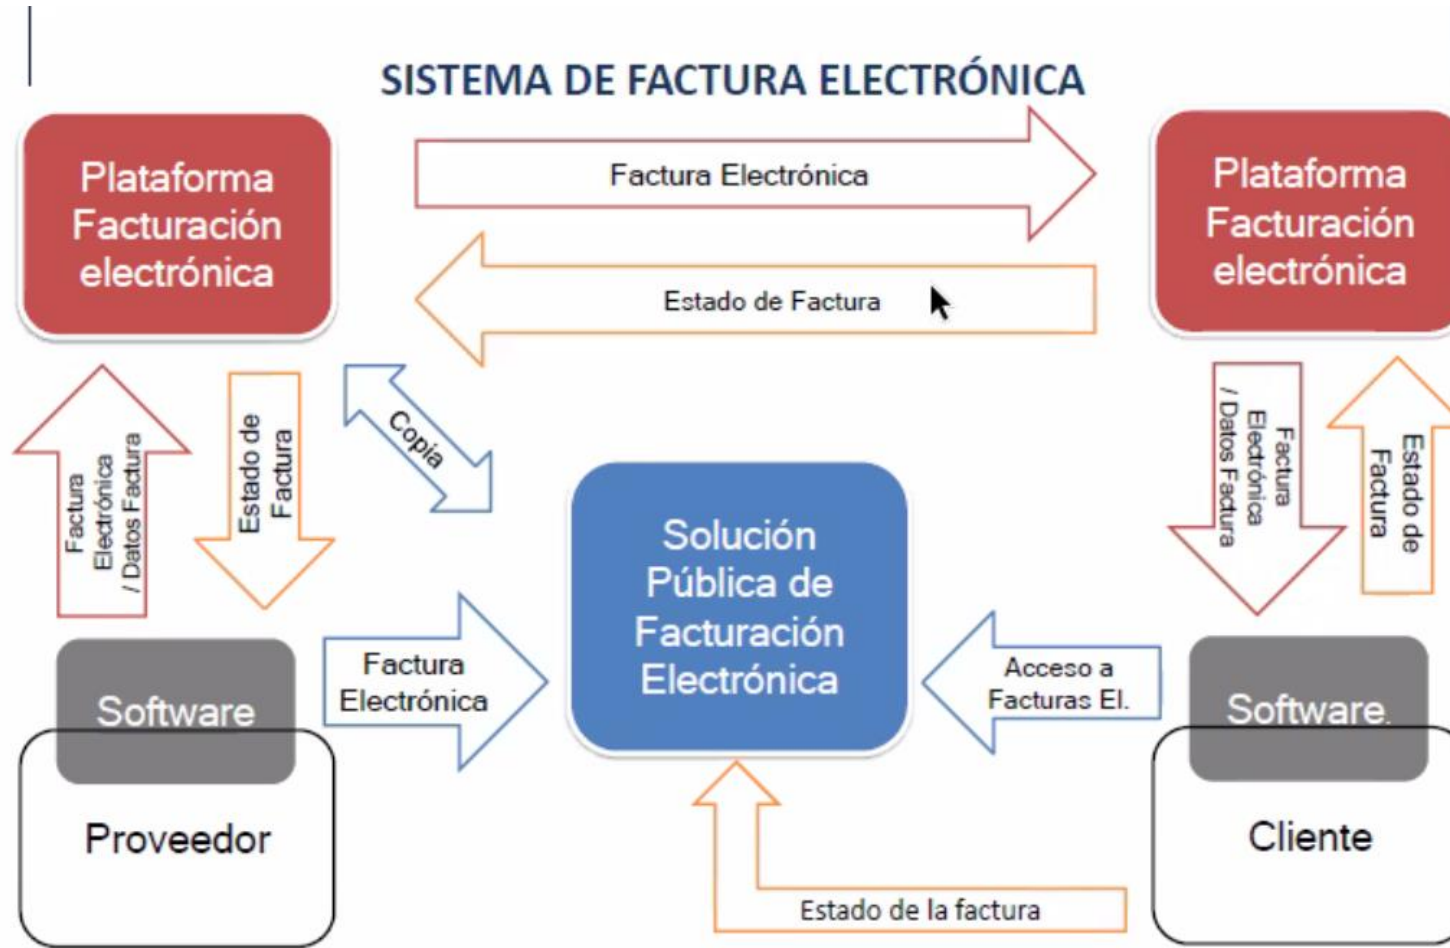 SISTEMA DE FACTURA ELECTRÓNICA
Plataforma
Facturación
electrónica
Factura Electrónica
Plataforma
Facturación
electrónica
Estado de Factura
Factura
Electrónica
/ Datos Factura
Estado de
Factura
Copia
Factura
Electrónica
/ Datos Factura
Estado de
Factura
Solución
Pública de
Facturación
Electrónica
Software
Factura
Electrónica
Acceso a
Facturas El.
Software.
Proveedor
Cliente
Estado de la factura